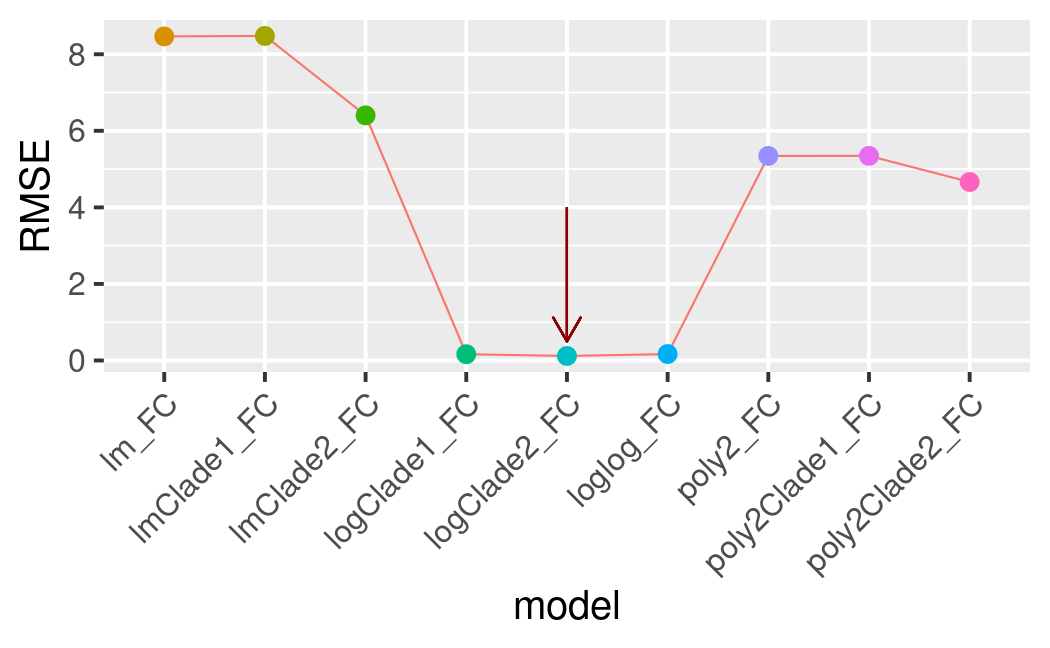 RMSE
8
6
4
2
0
lm_FC
lmClade1_FC
lmClade2_FC
logClade1_FC
logClade2_FC
loglog_FC
poly2_FC
poly2Clade1_FC
poly2Clade2_FC
model